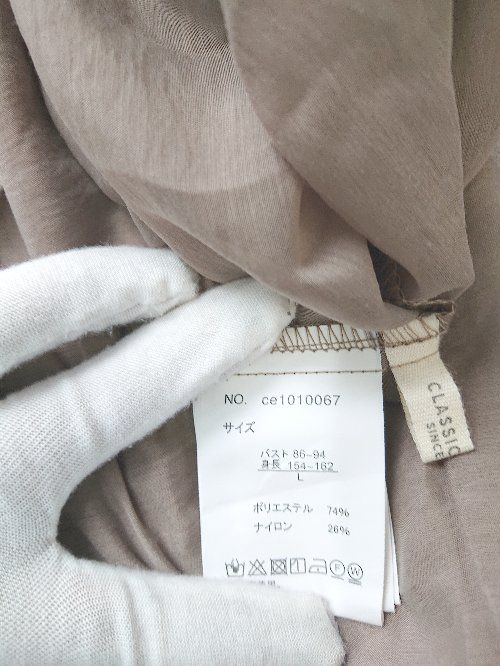 NO. ce1010067
サイズ
バスト 86~94
身長 154~162
L
ポリエステル 74%
ナイロン 26%
CLASSIC
SINCE